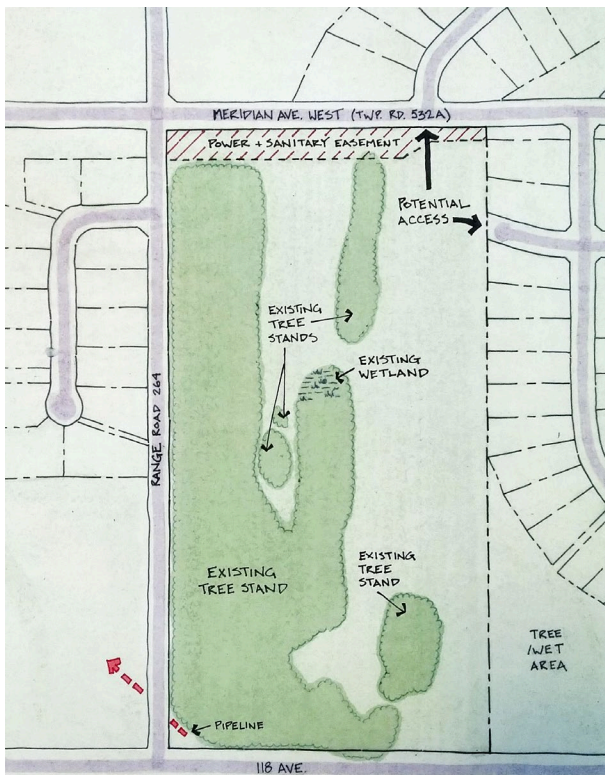 MERIDIAN AVE. WEST (TWP. RD. 532A)
POWER + SANITARY EASEMENT
POTENTIAL
ACCESS
EXISTING
TREE
STANDS
EXISTING
WETLAND
RANGE ROAD 264
EXISTING
TREE STAND
EXISTING
TREE
STAND
TREE
/WET
AREA
PIPELINE
118 AVE.